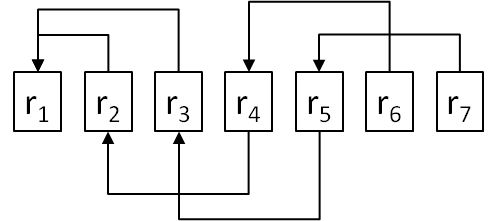 r₁ r₂ r₃ r₄ r₅ r₆ r₇